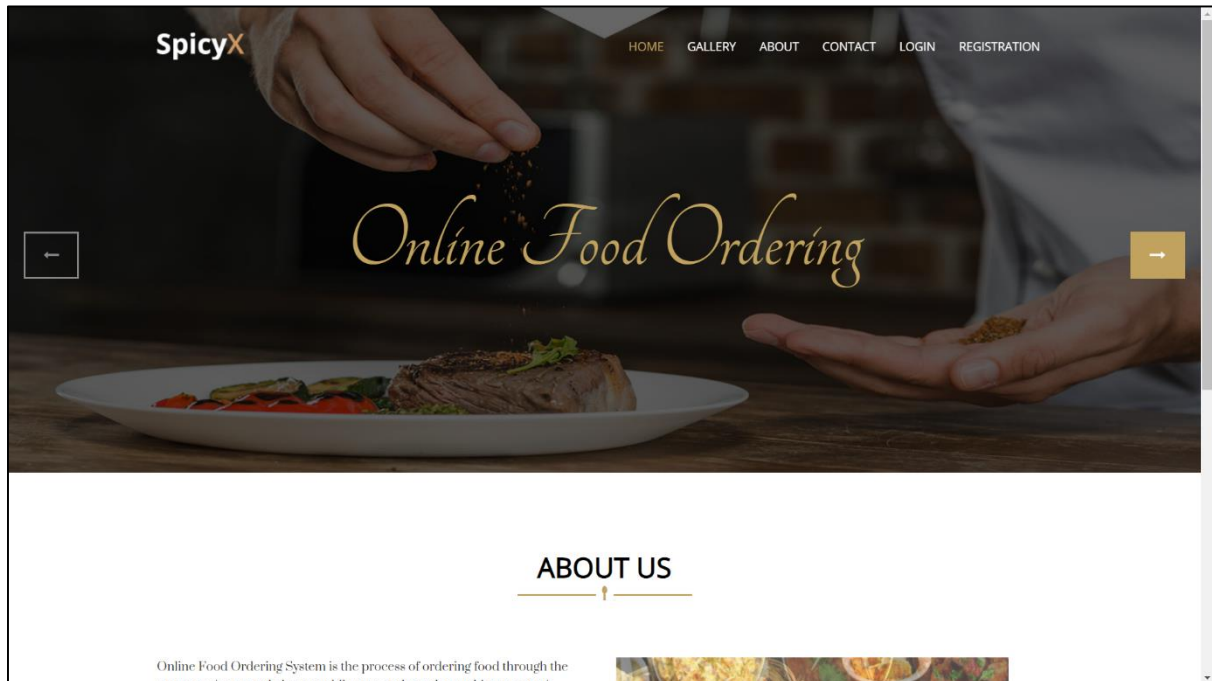 SpicyX
HOME GALLERY ABOUT CONTACT LOGIN REGISTRATION
Online Food Ordering
ABOUT US
Online Food Ordering System is the process of ordering food through the